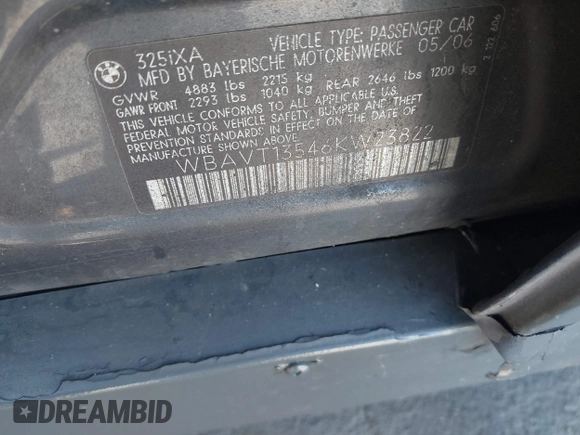 BMW
325iXA VEHICLE TYPE: PASSENGER CAR
MFD BY BAYERISCHE MOTORENWERKE 05/06
GVWR 4883 lbs 2215 kg
GAWR FRONT 2293 lbs 1040 kg REAR 2646 lbs 1200 kg
THIS VEHICLE CONFORMS TO ALL APPLICABLE U.S.
FEDERAL MOTOR VEHICLE SAFETY, BUMPER AND THEFT
PREVENTION STANDARDS IN EFFECT ON THE DATE OF
MANUFACTURE SHOWN ABOVE.
WBAVT13546KW23822
DREAMBID